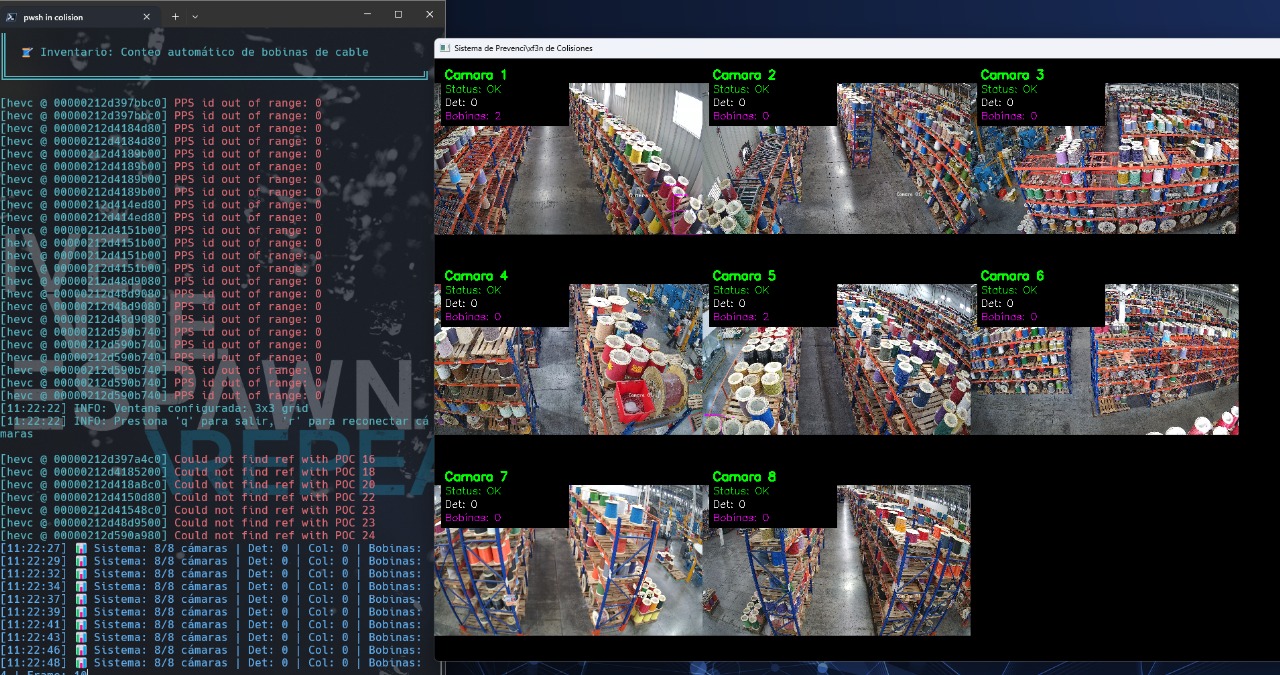 pwsh in colision
Inventario: Conteo automático de bobinas de cable
[hevc @ 00000212d397bbc0] PPS id out of range: 0
[hevc @ 00000212d397bbc0] PPS id out of range: 0
[hevc @ 00000212d4184d80] PPS id out of range: 0
[hevc @ 00000212d4184d80] PPS id out of range: 0
[hevc @ 00000212d4189b00] PPS id out of range: 0
[hevc @ 00000212d4189b00] PPS id out of range: 0
[hevc @ 00000212d4189b00] PPS id out of range: 0
[hevc @ 00000212d414ed80] PPS id out of range: 0
[hevc @ 00000212d414ed80] PPS id out of range: 0
[hevc @ 00000212d4151b00] PPS id out of range: 0
[hevc @ 00000212d4151b00] PPS id out of range: 0
[hevc @ 00000212d4151b00] PPS id out of range: 0
[hevc @ 00000212d4151b00] PPS id out of range: 0
[hevc @ 00000212d48d9080] PPS id out of range: 0
[hevc @ 00000212d48d9080] PPS id out of range: 0
[hevc @ 00000212d48d9080] PPS id out of range: 0
[hevc @ 00000212d48d9080] PPS id out of range: 0
[hevc @ 00000212d590b740] PPS id out of range: 0
[hevc @ 00000212d590b740] PPS id out of range: 0
[hevc @ 00000212d590b740] PPS id out of range: 0
[hevc @ 00000212d590b740] PPS id out of range: 0
[hevc @ 00000212d590b740] PPS id out of range: 0
[hevc @ 00000212d590b740] PPS id out of range: 0
[hevc @ 00000212d590b740] PPS id out of range: 0
[11:22:22] INFO: Ventana configurada: 3x3 grid
[11:22:22] INFO: Presiona 'q' para salir, 'r' para reconectar cá
maras
[hevc @ 00000212d397a4c0] Could not find ref with POC 16
[hevc @ 00000212d4185200] Could not find ref with POC 18
[hevc @ 00000212d418a8c0] Could not find ref with POC 20
[hevc @ 00000212d4150d80] Could not find ref with POC 22
[hevc @ 00000212d41548c0] Could not find ref with POC 23
[hevc @ 00000212d48d9500] Could not find ref with POC 23
[hevc @ 00000212d590a980] Could not find ref with POC 24
[11:22:27] Sistema: 8/8 cámaras | Det: 0 | Col: 0 | Bobinas:
[11:22:29] Sistema: 8/8 cámaras | Det: 0 | Col: 0 | Bobinas:
[11:22:32] Sistema: 8/8 cámaras | Det: 0 | Col: 0 | Bobinas:
[11:22:34] Sistema: 8/8 cámaras | Det: 0 | Col: 0 | Bobinas:
[11:22:37] Sistema: 8/8 cámaras | Det: 0 | Col: 0 | Bobinas:
[11:22:39] Sistema: 8/8 cámaras | Det: 0 | Col: 0 | Bobinas:
[11:22:41] Sistema: 8/8 cámaras | Det: 0 | Col: 0 | Bobinas:
[11:22:43] Sistema: 8/8 cámaras | Det: 0 | Col: 0 | Bobinas:
[11:22:46] Sistema: 8/8 cámaras | Det: 0 | Col: 0 | Bobinas:
[11:22:48] Sistema: 8/8 cámaras | Det: 0 | Col: 0 | Bobinas:
Sistema de Prevenci\xf3n de Colisiones
Camara 1
Status: OK
Det: 0
Bobinas: 2
Camara 2
Status: OK
Det: 0
Bobinas: 0
Camara 3
Status: OK
Det: 0
Bobinas: 0
Camara 4
Status: OK
Det: 0
Bobinas: 0
Camara 5
Status: OK
Det: 0
Bobinas: 2
Camara 6
Status: OK
Det: 0
Bobinas: 0
Camara 7
Status: OK
Det: 0
Bobinas: 0
Camara 8
Status: OK
Det: 0
Bobinas: 0